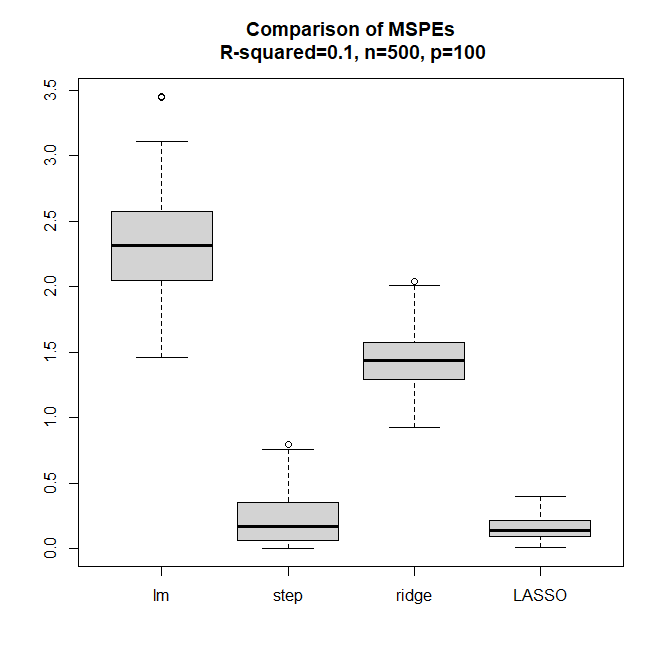 Comparison of MSPEs
R-squared=0.1, n=500, p=100
3.5
3.0
2.5
2.0
1.5
1.0
0.5
0.0
lm step ridge LASSO